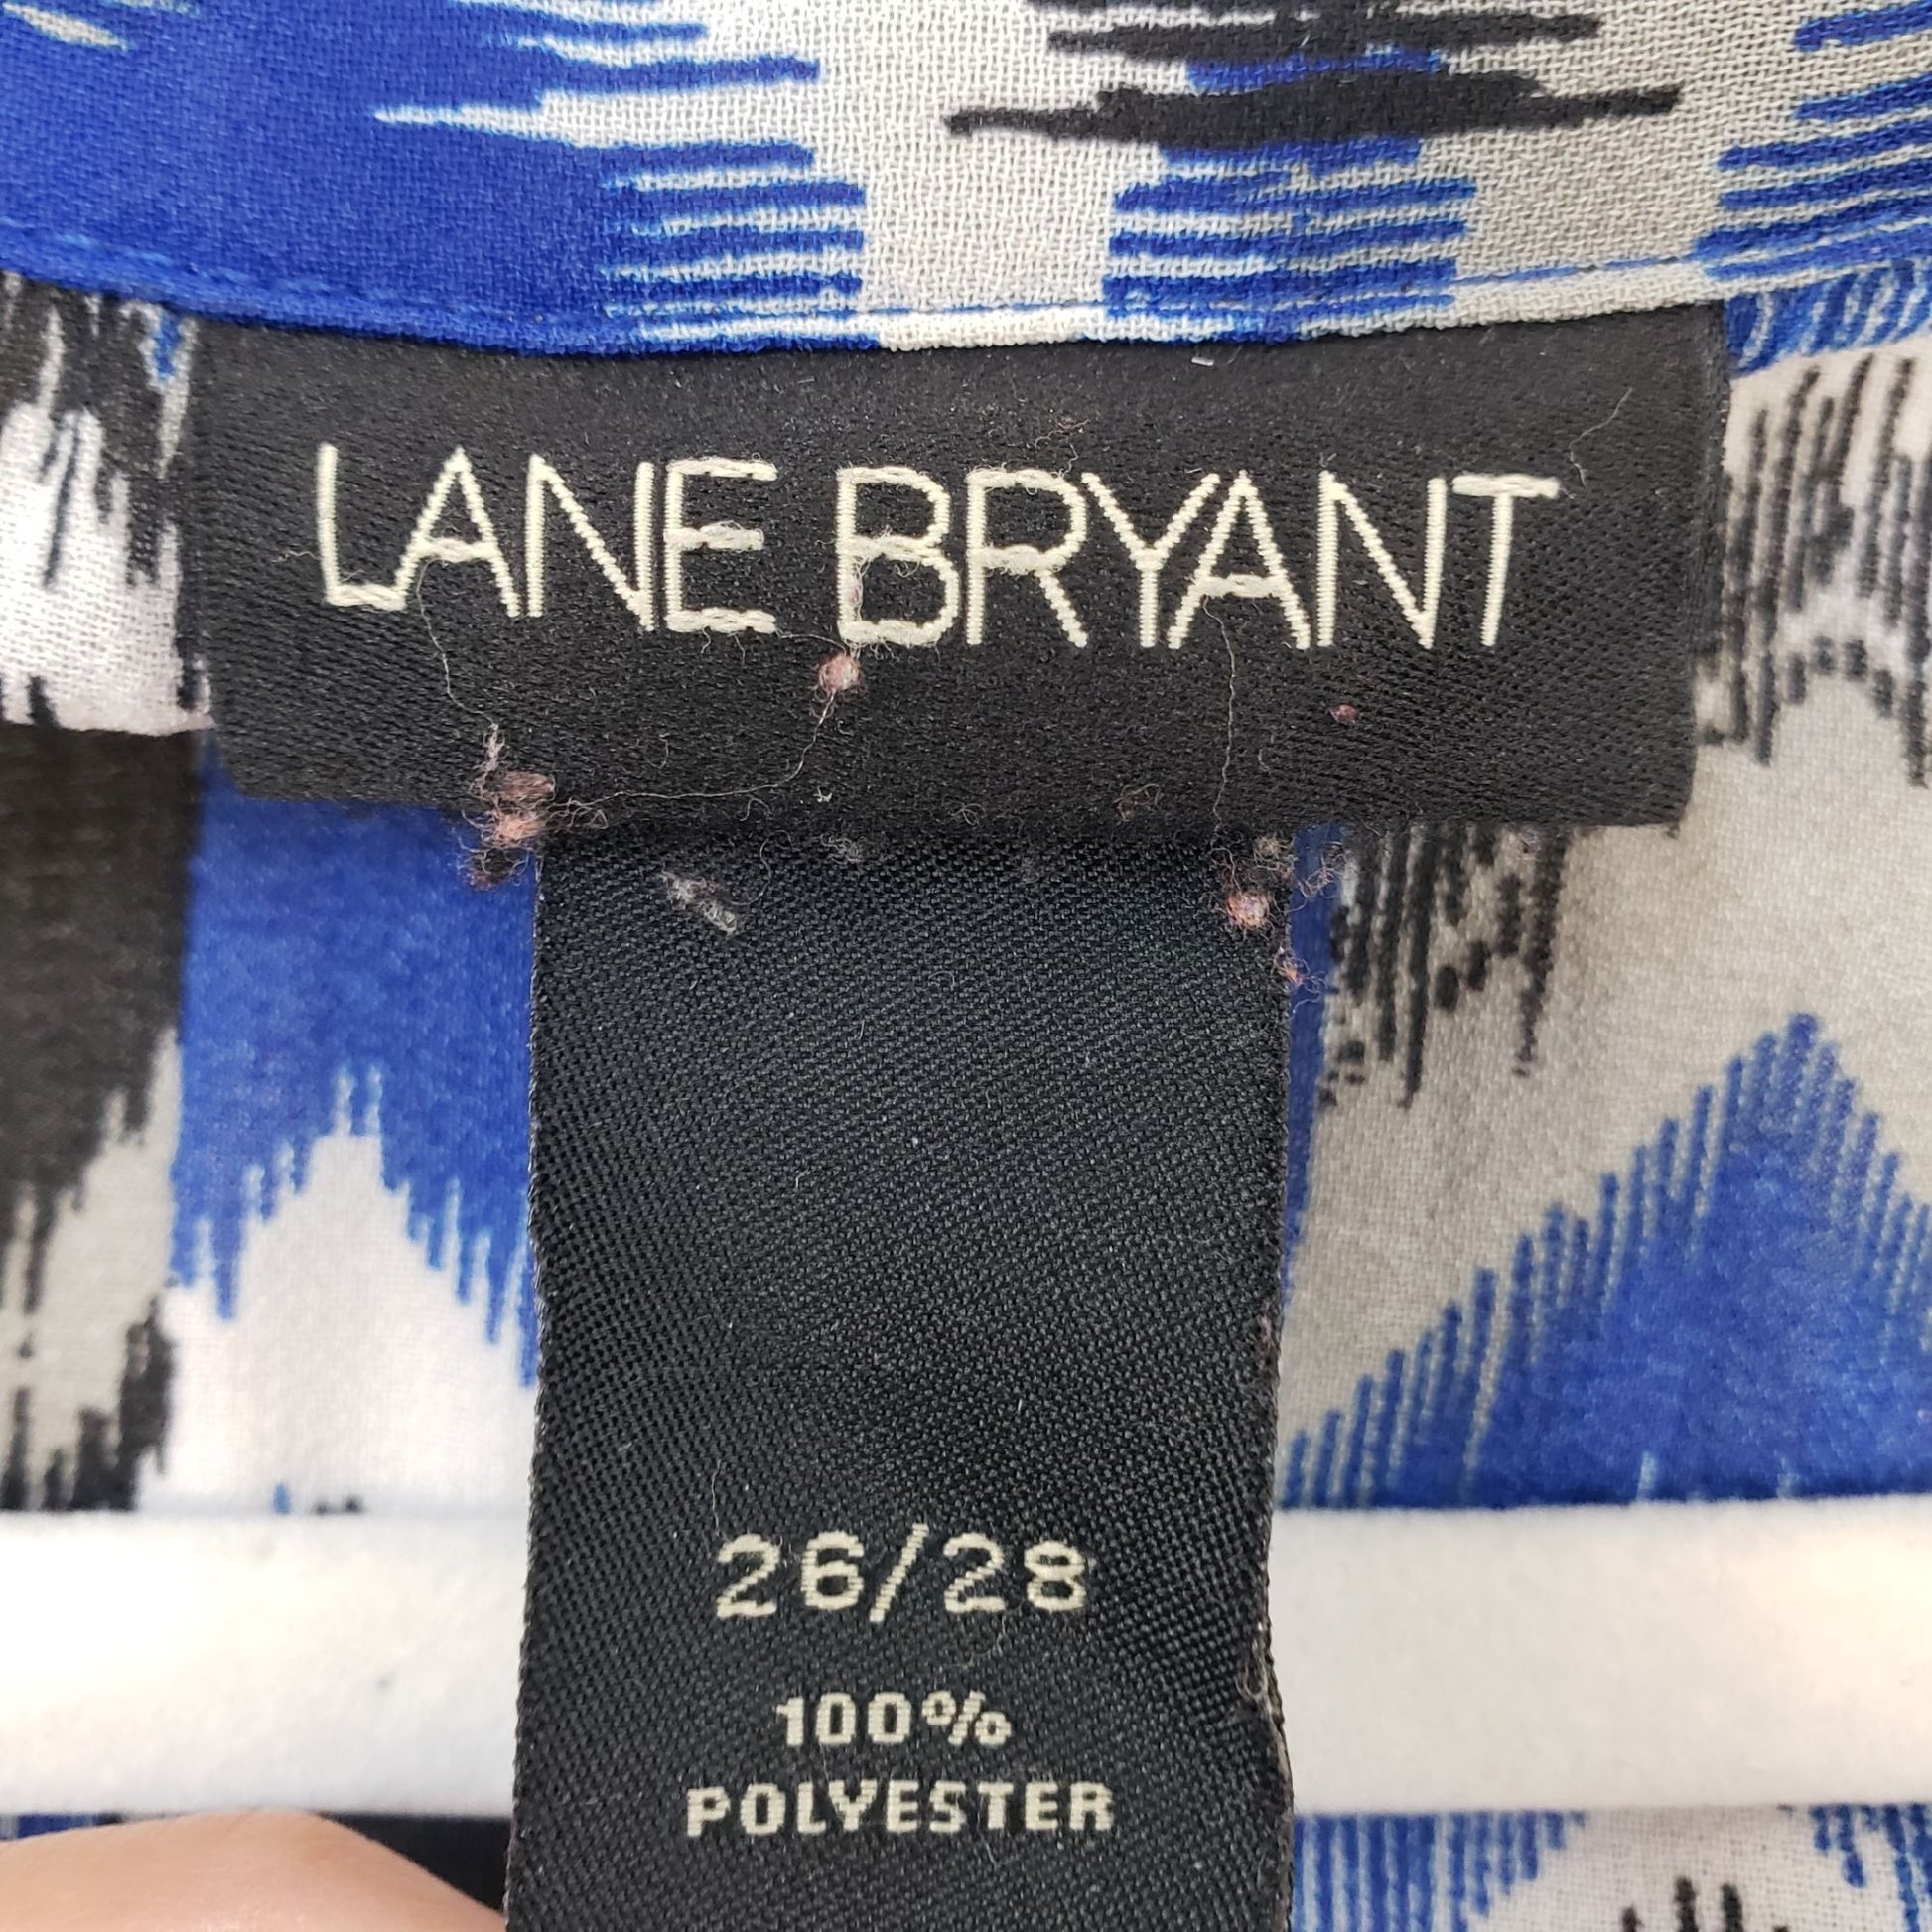 LANE BRYANT
26/28
100%
POLYESTER